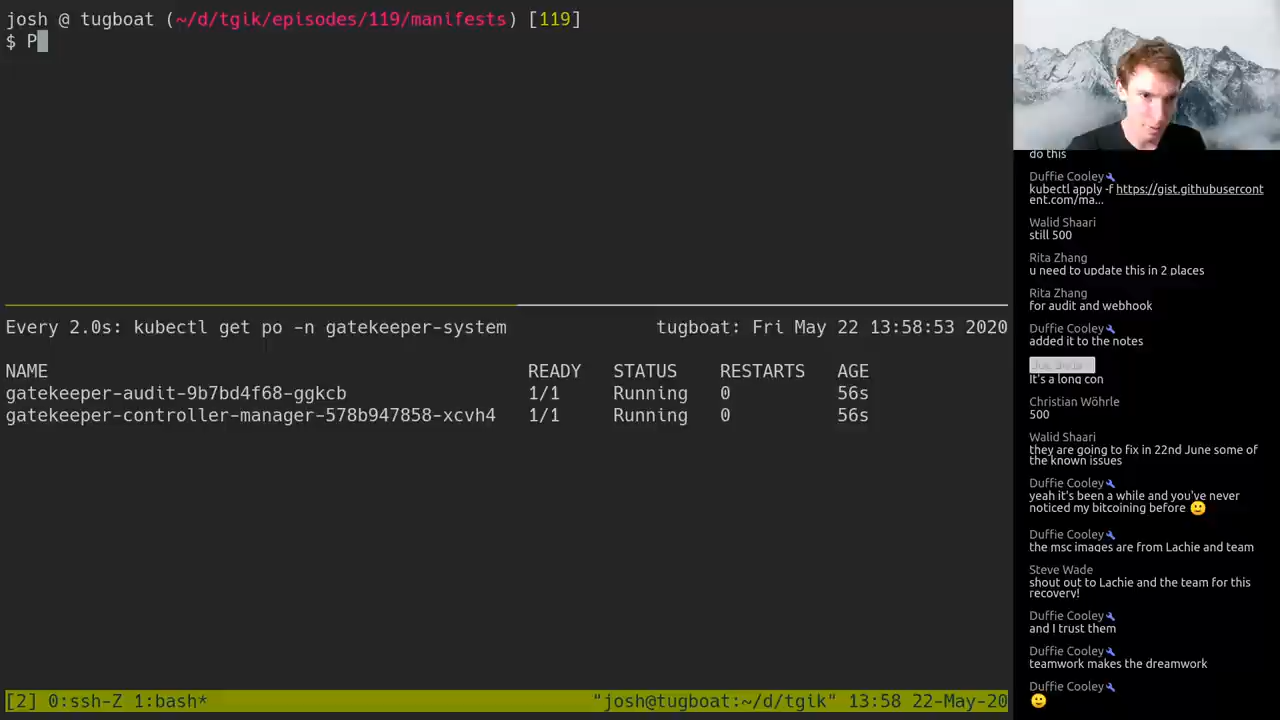 josh @ tugboat (~/d/tgik/episodes/119/manifests) [119]
$ P
Every 2.0s: kubectl get po -n gatekeeper-system tugboat: Fri May 22 13:58:53 2020
NAME READY STATUS RESTARTS AGE
gatekeeper-audit-9b7bd4f68-ggkcb 1/1 Running 0 56s
gatekeeper-controller-manager-578b947858-xcvh4 1/1 Running 0 56s
[2] 0:ssh-Z 1:bash* "josh@tugboat:~/d/tgik" 13:58 22-May-20
do this
Duffie Cooley
kubectl apply -f https://gist.githubusercont
ent.com/ma...
Walid Shaari
still 500
Rita Zhang
u need to update this in 2 places
Rita Zhang
for audit and webhook
Duffie Cooley
added it to the notes
it's a long con
Christian Wöhrle
500
Walid Shaari
they are going to fix in 22nd June some of
the known issues
Duffie Cooley
yeah it's been a while and you've never
noticed my bitcoining before 🙂
Duffie Cooley
the msc images are from Lachie and team
Steve Wade
shout out to Lachie and the team for this
recovery!
Duffie Cooley
and I trust them
Duffie Cooley
teamwork makes the dreamwork
Duffie Cooley
🙂